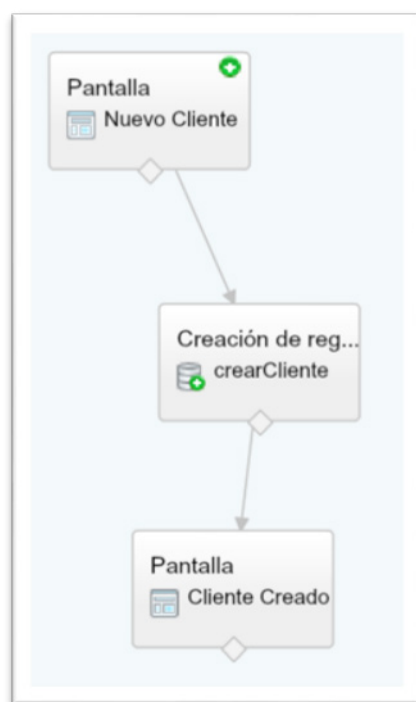 Pantalla
Nuevo Cliente
Creación de reg...
crearCliente
Pantalla
Cliente Creado